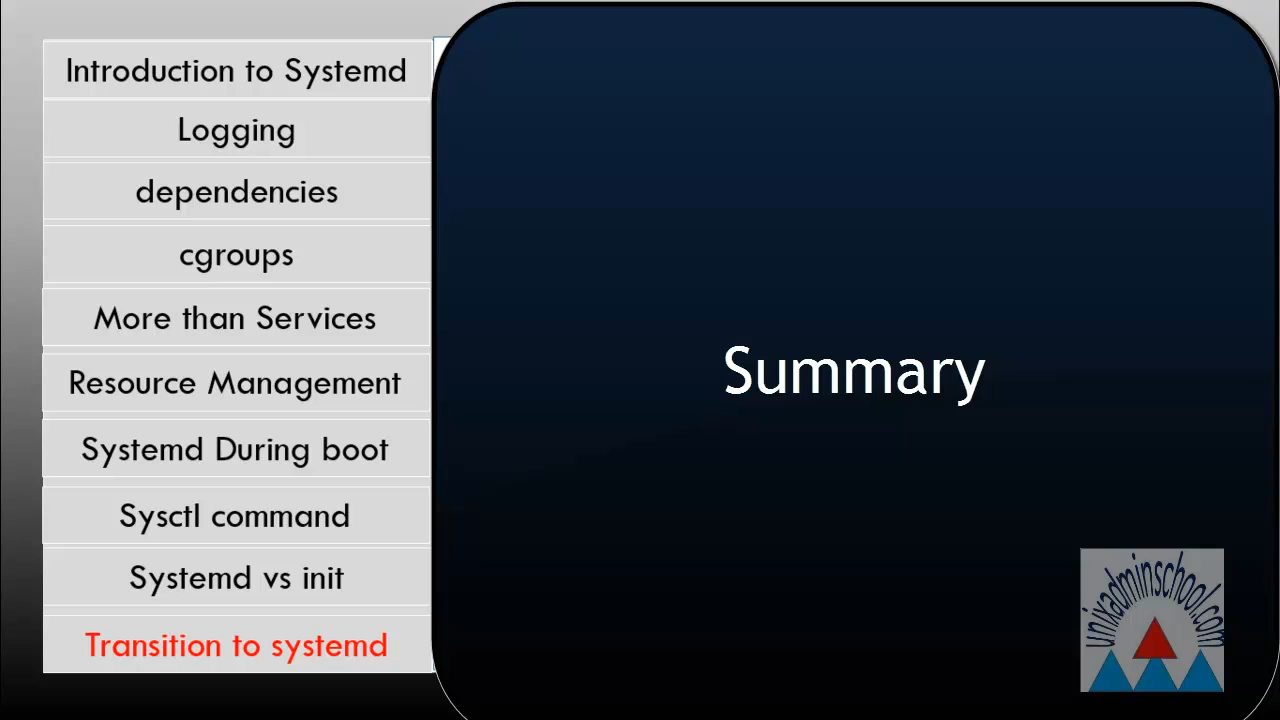 Introduction to Systemd
Logging
dependencies
cgroups
More than Services
Resource Management
Systemd During boot
Sysctl command
Systemd vs init
Transition to systemd
Summary
unixadminschool.com